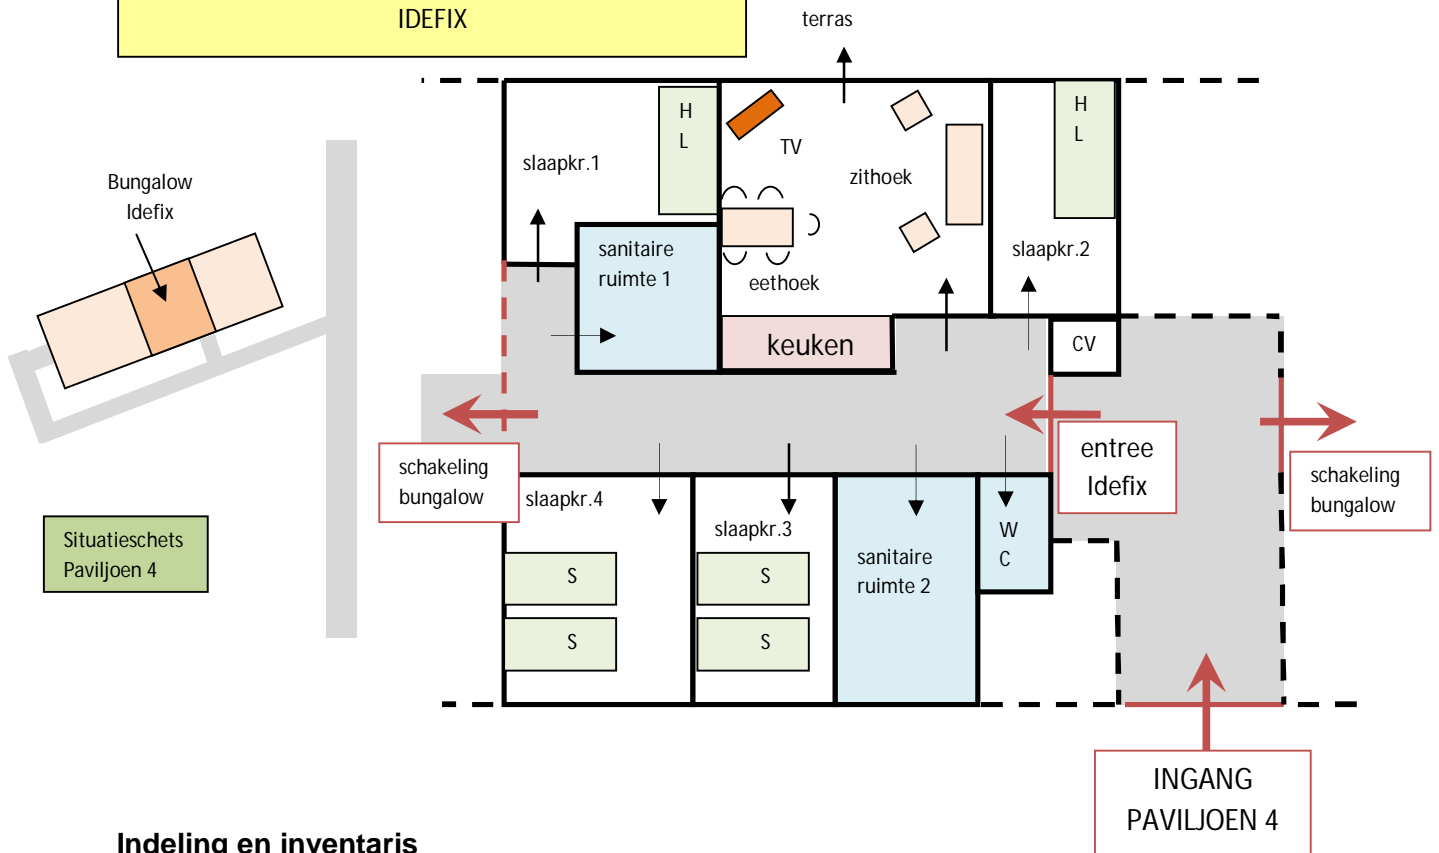 IDEFIX
terras
H
L
TV
zithoek
slaapkr.1
H
L
slaapkr.2
Bungalow
Idefix
sanitaire
ruimte 1
eethoek
keuken
CV
schakeling
bungalow
entree
Idefix
schakeling
bungalow
slaapkr.4
slaapkr.3
W
C
sanitaire
ruimte 2
S
S
S
S
Situatieschets
Paviljoen 4
INGANG
PAVILJOEN 4
Indeling en inventaris